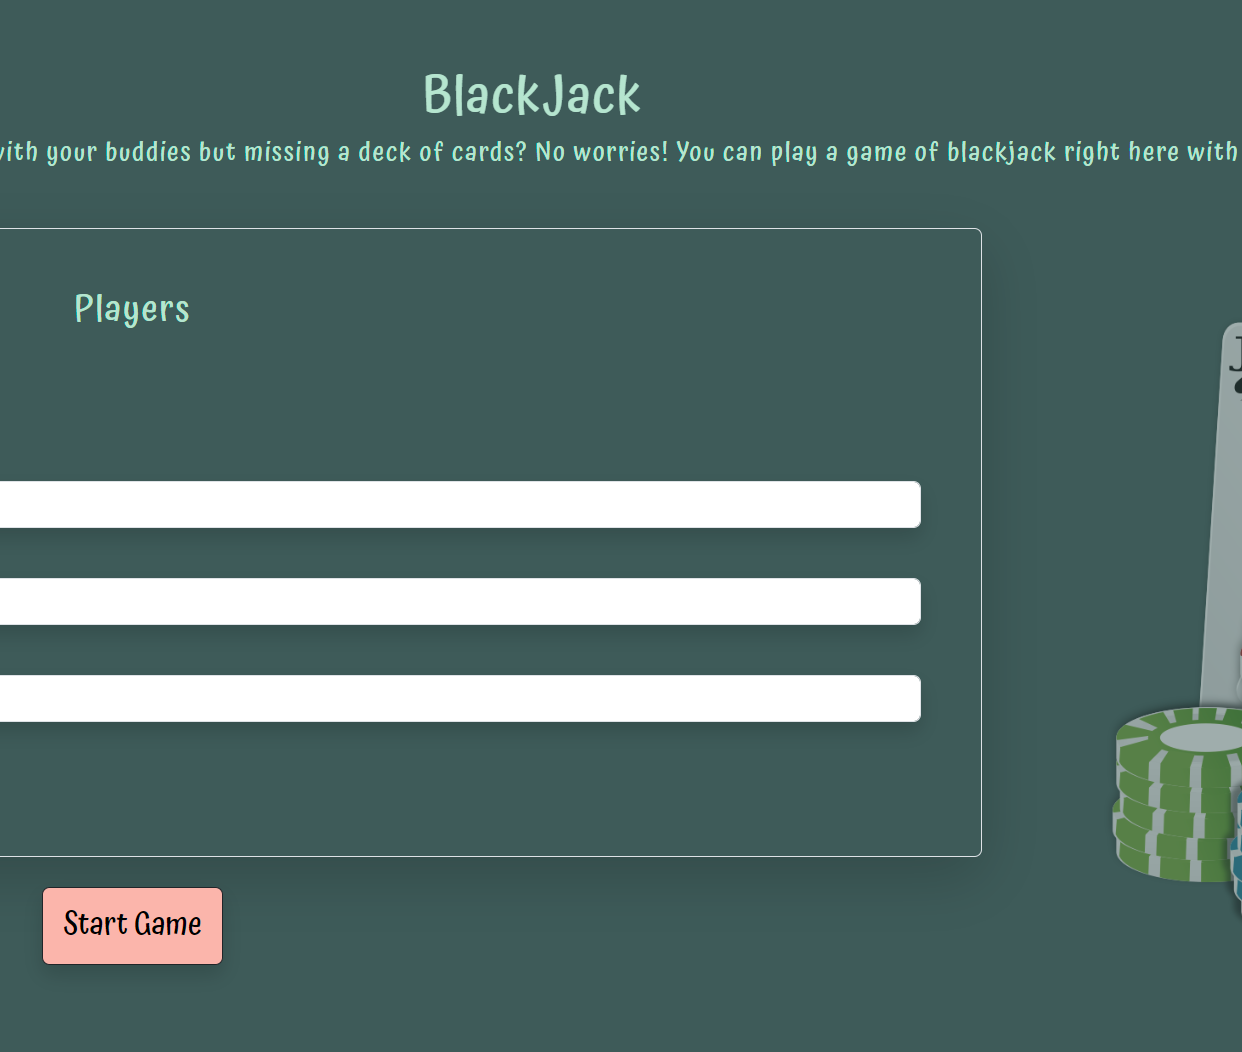 BlackJack
with your buddies but missing a deck of cards? No worries! You can play a game of blackjack right here with
Players
J
Start Game